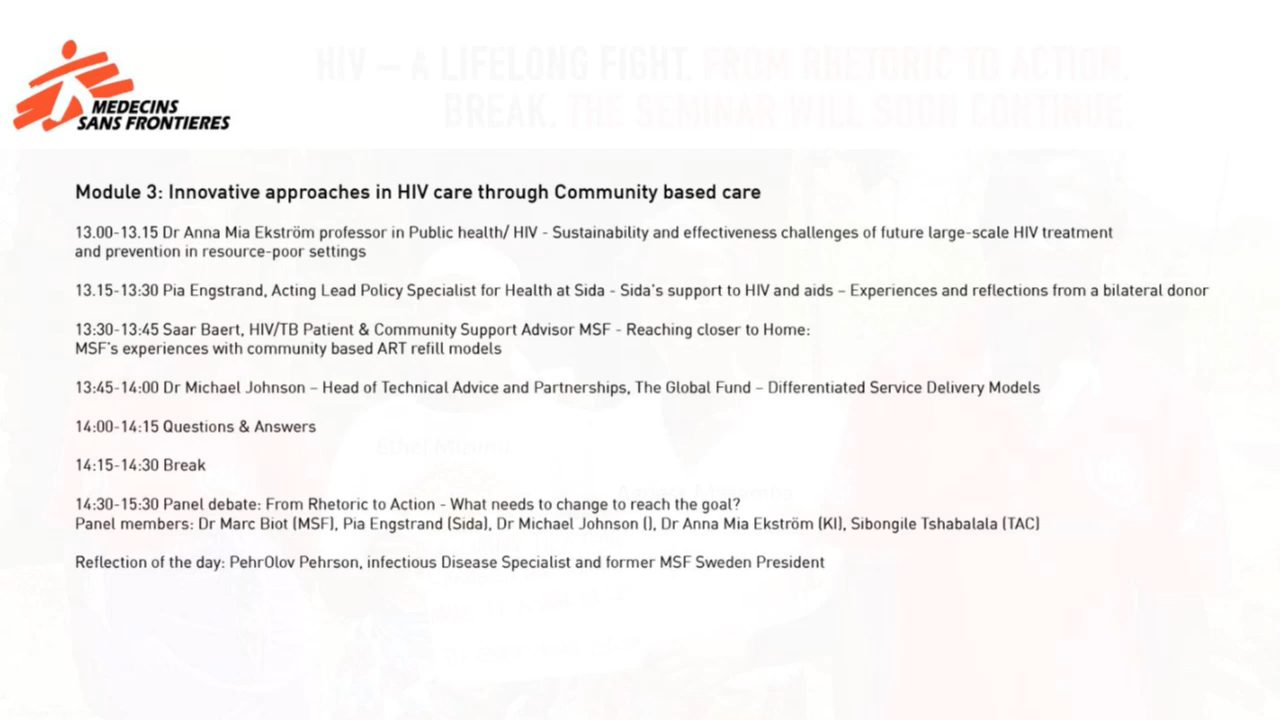 HIV – A LIFELONG FIGHT. FROM RHETORIC TO ACTION.
BREAK. THE SEMINAR WILL SOON CONTINUE.
MEDECINS
SANS FRONTIERES
Module 3: Innovative approaches in HIV care through Community based care
13.00-13.15 Dr Anna Mia Ekström professor in Public health/ HIV - Sustainability and effectiveness challenges of future large-scale HIV treatment
and prevention in resource-poor settings
13.15-13:30 Pia Engstrand, Acting Lead Policy Specialist for Health at Sida - Sida's support to HIV and aids – Experiences and reflections from a bilateral donor
13:30-13:45 Saar Baert, HIV/TB Patient & Community Support Advisor MSF - Reaching closer to Home:
MSF's experiences with community based ART refill models
13:45-14:00 Dr Michael Johnson – Head of Technical Advice and Partnerships, The Global Fund – Differentiated Service Delivery Models
14:00-14:15 Questions & Answers
14:15-14:30 Break
14:30-15:30 Panel debate: From Rhetoric to Action - What needs to change to reach the goal?
Panel members: Dr Marc Biot (MSF), Pia Engstrand (Sida), Dr Michael Johnson (), Dr Anna Mia Ekström (KI), Sibongile Tshabalala (TAC)
Reflection of the day: PehrOlov Pehrson, infectious Disease Specialist and former MSF Sweden President